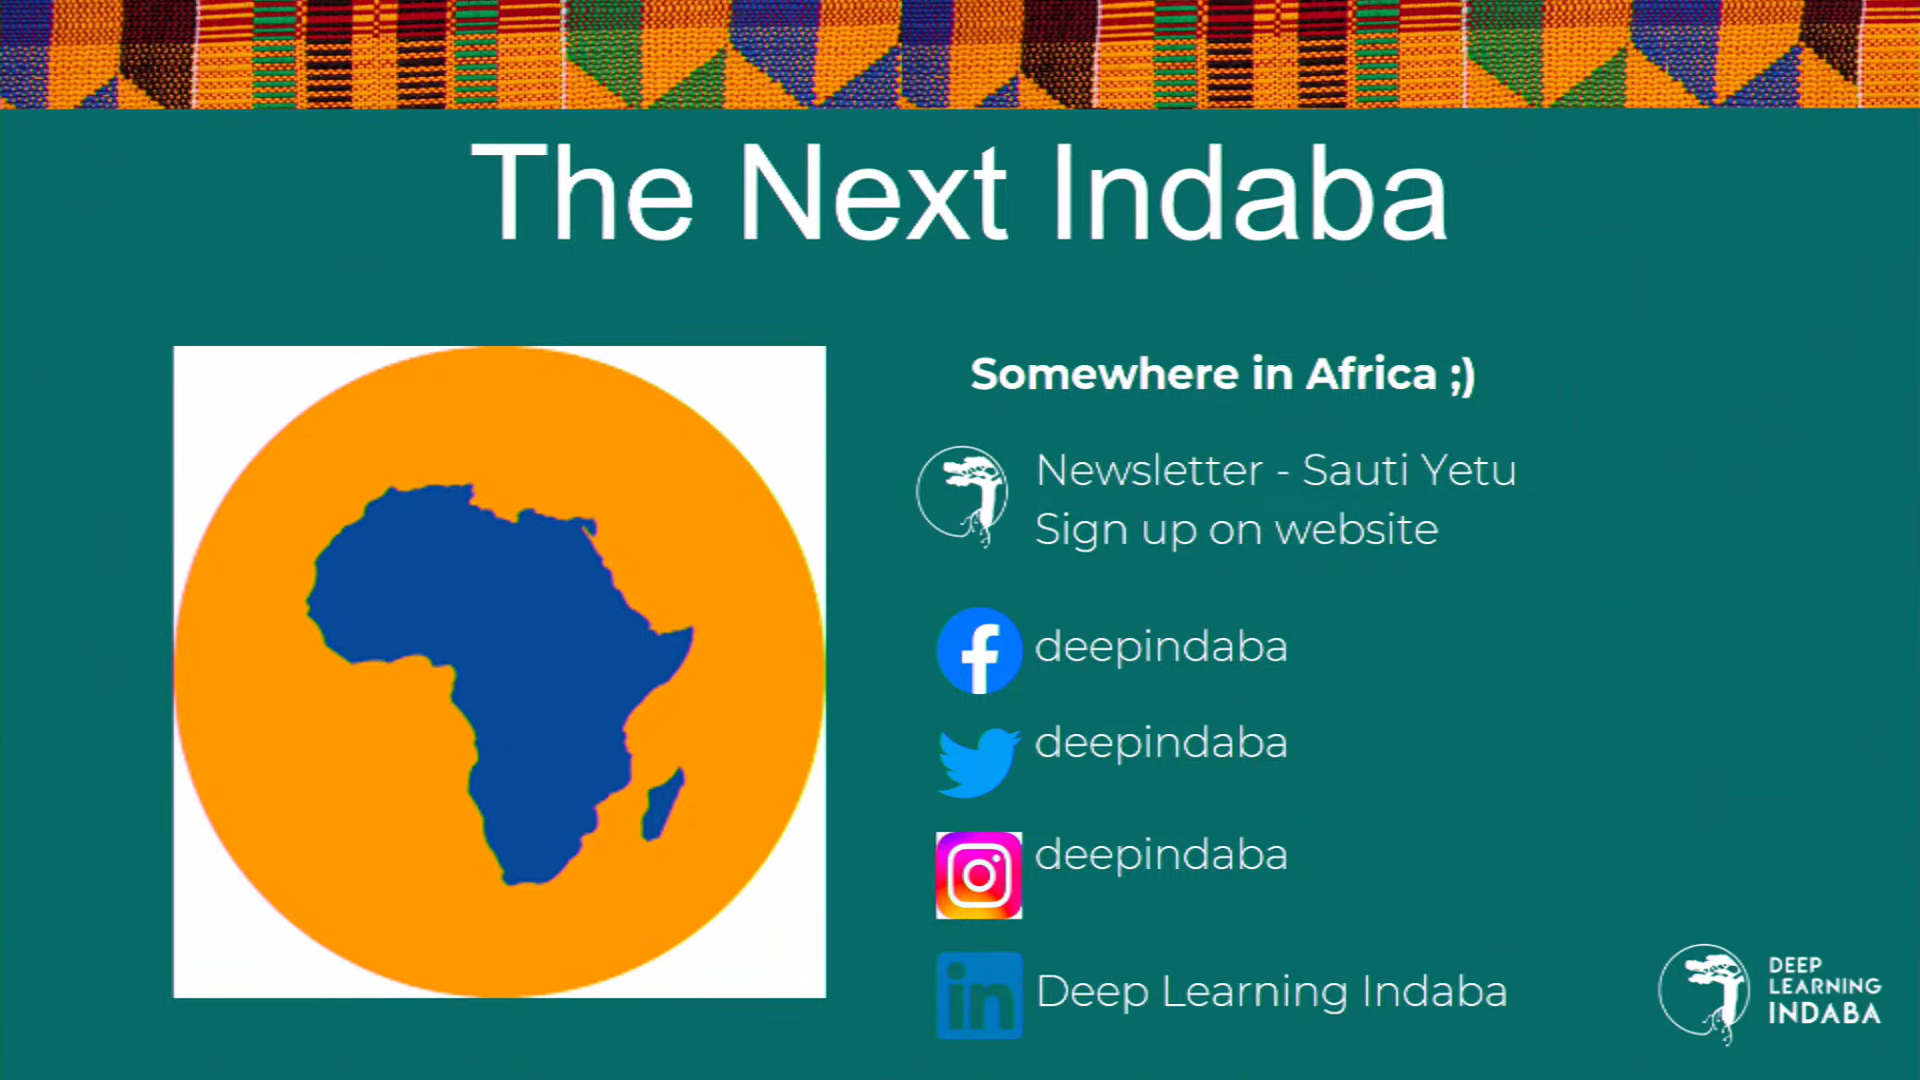 The Next Indaba
Somewhere in Africa ;)
Newsletter - Sauti Yetu
Sign up on website
deepindaba
deepindaba
deepindaba
Deep Learning Indaba
DEEP
LEARNING
INDABA